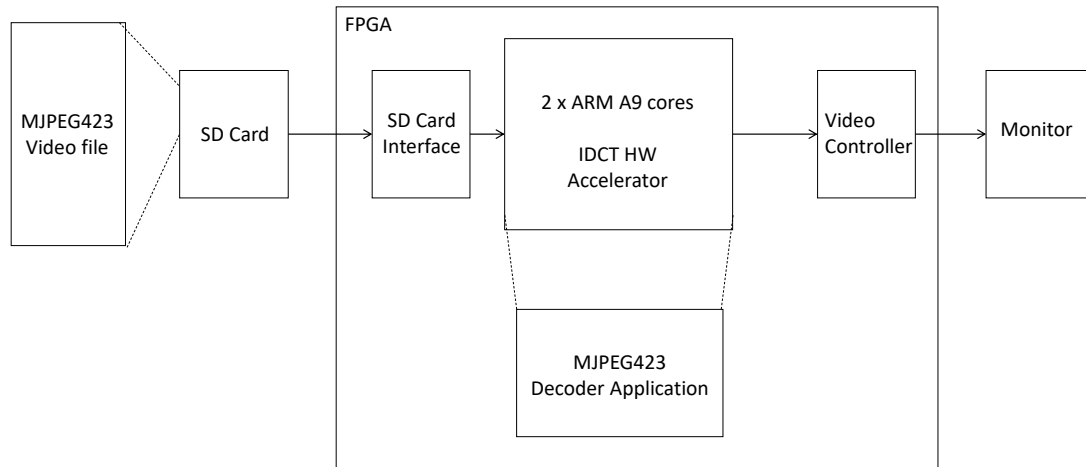 FPGA
MJPEG423
Video file
SD Card
SD Card
Interface
2 x ARM A9 cores
IDCT HW
Accelerator
Video
Controller
Monitor
MJPEG423
Decoder Application